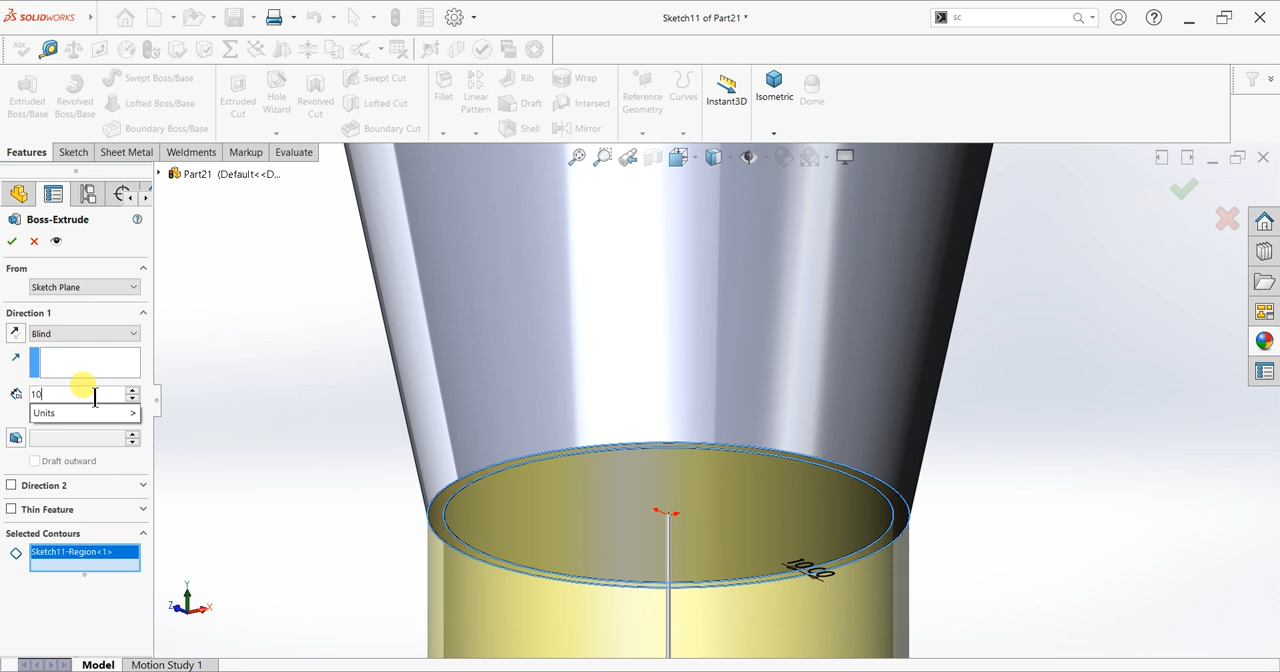 SOLIDWORKS
Sketch11 of Part21 *
sc
Extruded Boss/Base
Revolved Boss/Base
Swept Boss/Base
Lofted Boss/Base
Boundary Boss/Base
Extruded Cut
Hole Wizard
Revolved Cut
Swept Cut
Lofted Cut
Boundary Cut
Fillet
Linear Pattern
Rib
Draft
Shell
Wrap
Intersect
Mirror
Reference Geometry
Curves
Instant3D
Isometric
Dome
Features
Sketch
Sheet Metal
Weldments
Markup
Evaluate
Part21 (Default<<D...
Boss-Extrude
From
Sketch Plane
Direction 1
Blind
10
Units >
Draft outward
Direction 2
Thin Feature
Selected Contours
Sketch11-Region<1>
Y
Z
X
Model
Motion Study 1